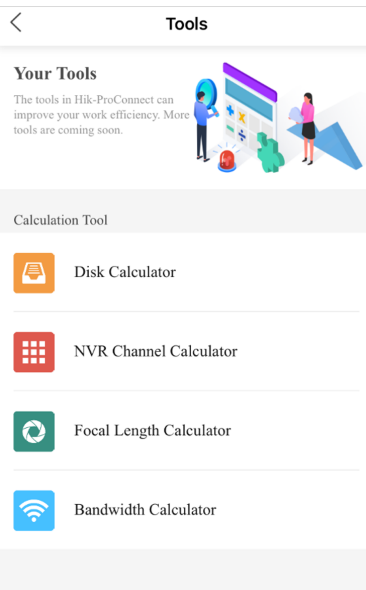 Tools
Your Tools
The tools in Hik-ProConnect can
improve your work efficiency. More
tools are coming soon.
Calculation Tool
Disk Calculator
NVR Channel Calculator
Focal Length Calculator
Bandwidth Calculator